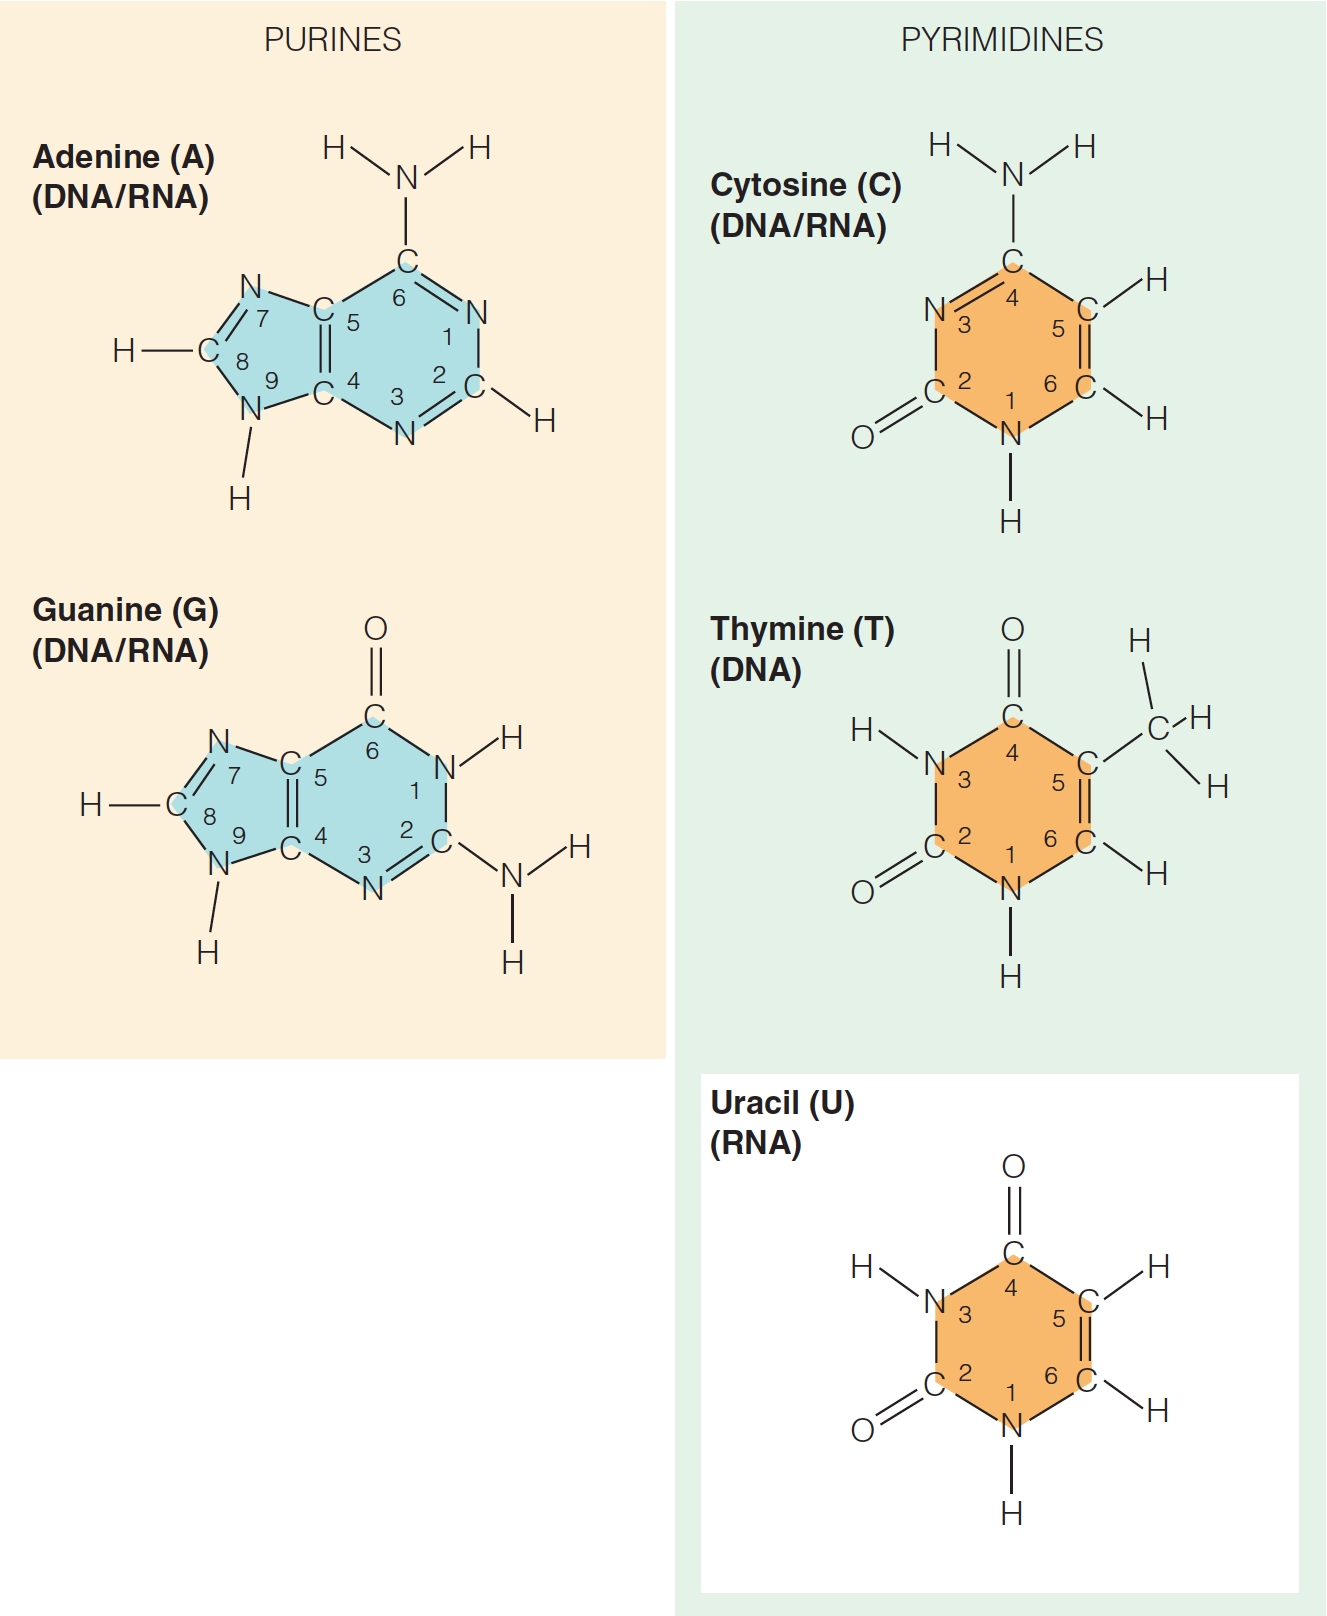 PURINES
Adenine (A)
(DNA/RNA)
H H
N
C
N 6 N
C
7 5 1
H C 8
9 4 2 C
C 3
N N H
H
Guanine (G)
(DNA/RNA)
O
C
N 6 H
C N
7 5 1
H C 8
9 4 2 C H
C 3
N N N
H H
PYRIMIDINES
Cytosine (C)
(DNA/RNA)
H H
N
C
4 H
N C
3 5
2 6 C
C 1
O N H
H
Thymine (T)
(DNA)
O H
C C H
H 4
N C H
3 5
2 6 C
C 1
O N H
H
Uracil (U)
(RNA)
O
C
H 4 H
N C
3 5
2 6 C
C 1
O N H
H